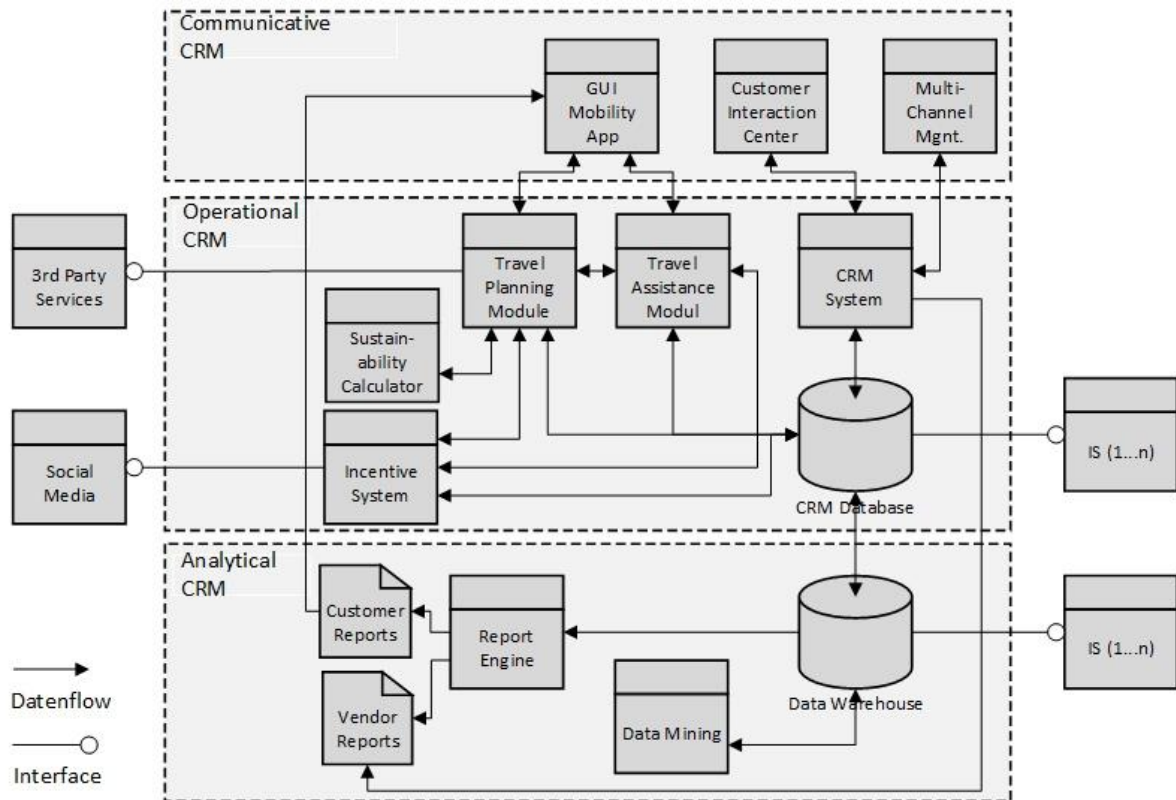 Communicative
CRM
GUI
Mobility
App
Customer
Interaction
Center
Multi-
Channel
Mgnt.
Operational
CRM
3rd Party
Services
Travel
Planning
Module
Travel
Assistance
Modul
CRM
System
Sustain-
ability
Calculator
Social
Media
Incentive
System
CRM Database
IS (1...n)
Analytical
CRM
Customer
Reports
Report
Engine
Vendor
Reports
Data Mining
Data Warehouse
IS (1...n)
Datenflow
Interface